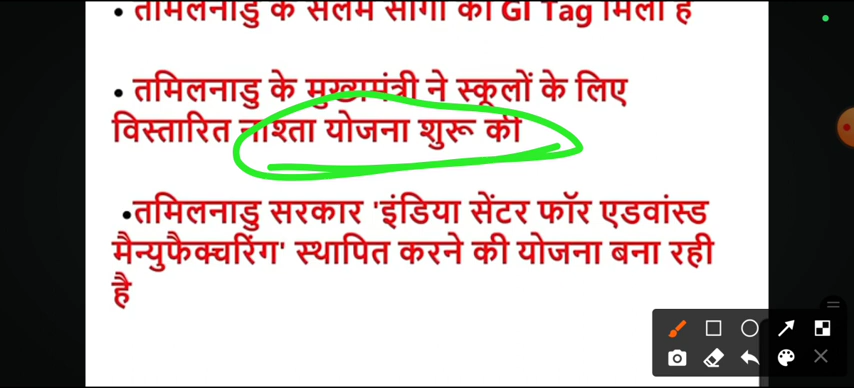 • तमिलनाडु के सेलम सागो को GI Tag मिला है
• तमिलनाडु के मुख्यमंत्री ने स्कूलों के लिए
विस्तारित नाश्ता योजना शुरू की
•तमिलनाडु सरकार 'इंडिया सेंटर फॉर एडवांस्ड
मैन्युफैक्चरिंग' स्थापित करने की योजना बना रही
है